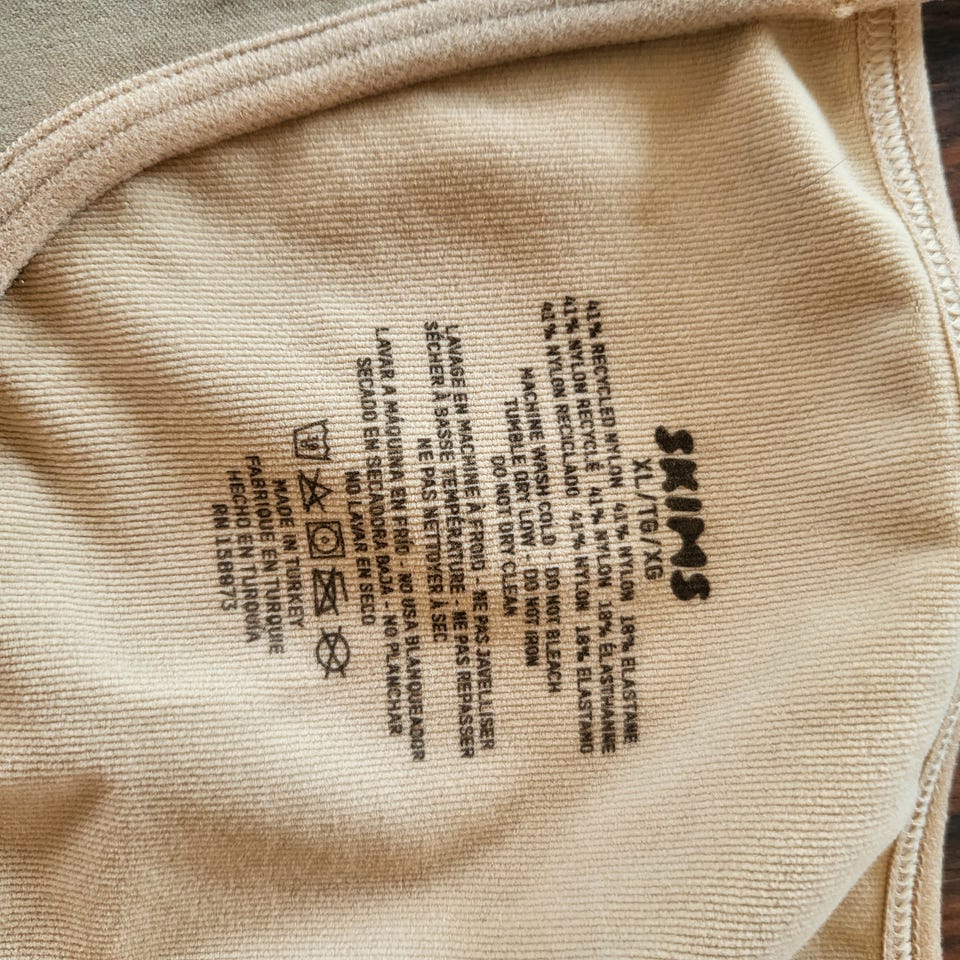 SKIMS
XL/TG/XG
41% RECYCLED NYLON 41% NYLON 18% ELASTANE
41% NYLON RECYCLÉ 41% NYLON 18% ÉLASTHANNE
41% NYLON RECICLADO 41% NYLON 18% ELASTANO
MACHINE WASH COLD - DO NOT BLEACH
TUMBLE DRY LOW - DO NOT IRON
DO NOT DRY CLEAN
LAVAGE EN MACHINE À FROID - NE PAS JAVELLISER
SÉCHER À BASSE TEMPÉRATURE - NE PAS REPASSER
NE PAS NETTOYER À SEC
LAVAR A MÁQUINA EN FRÍO - NO USA BLANQUEADOR
SECADO EN SECADORA BAJA - NO PLANCHAR
NO LAVAR EN SECO
30
MADE IN TURKEY
FABRIQUÉ EN TURQUIE
HECHO EN TURQUÍA
RN 158973